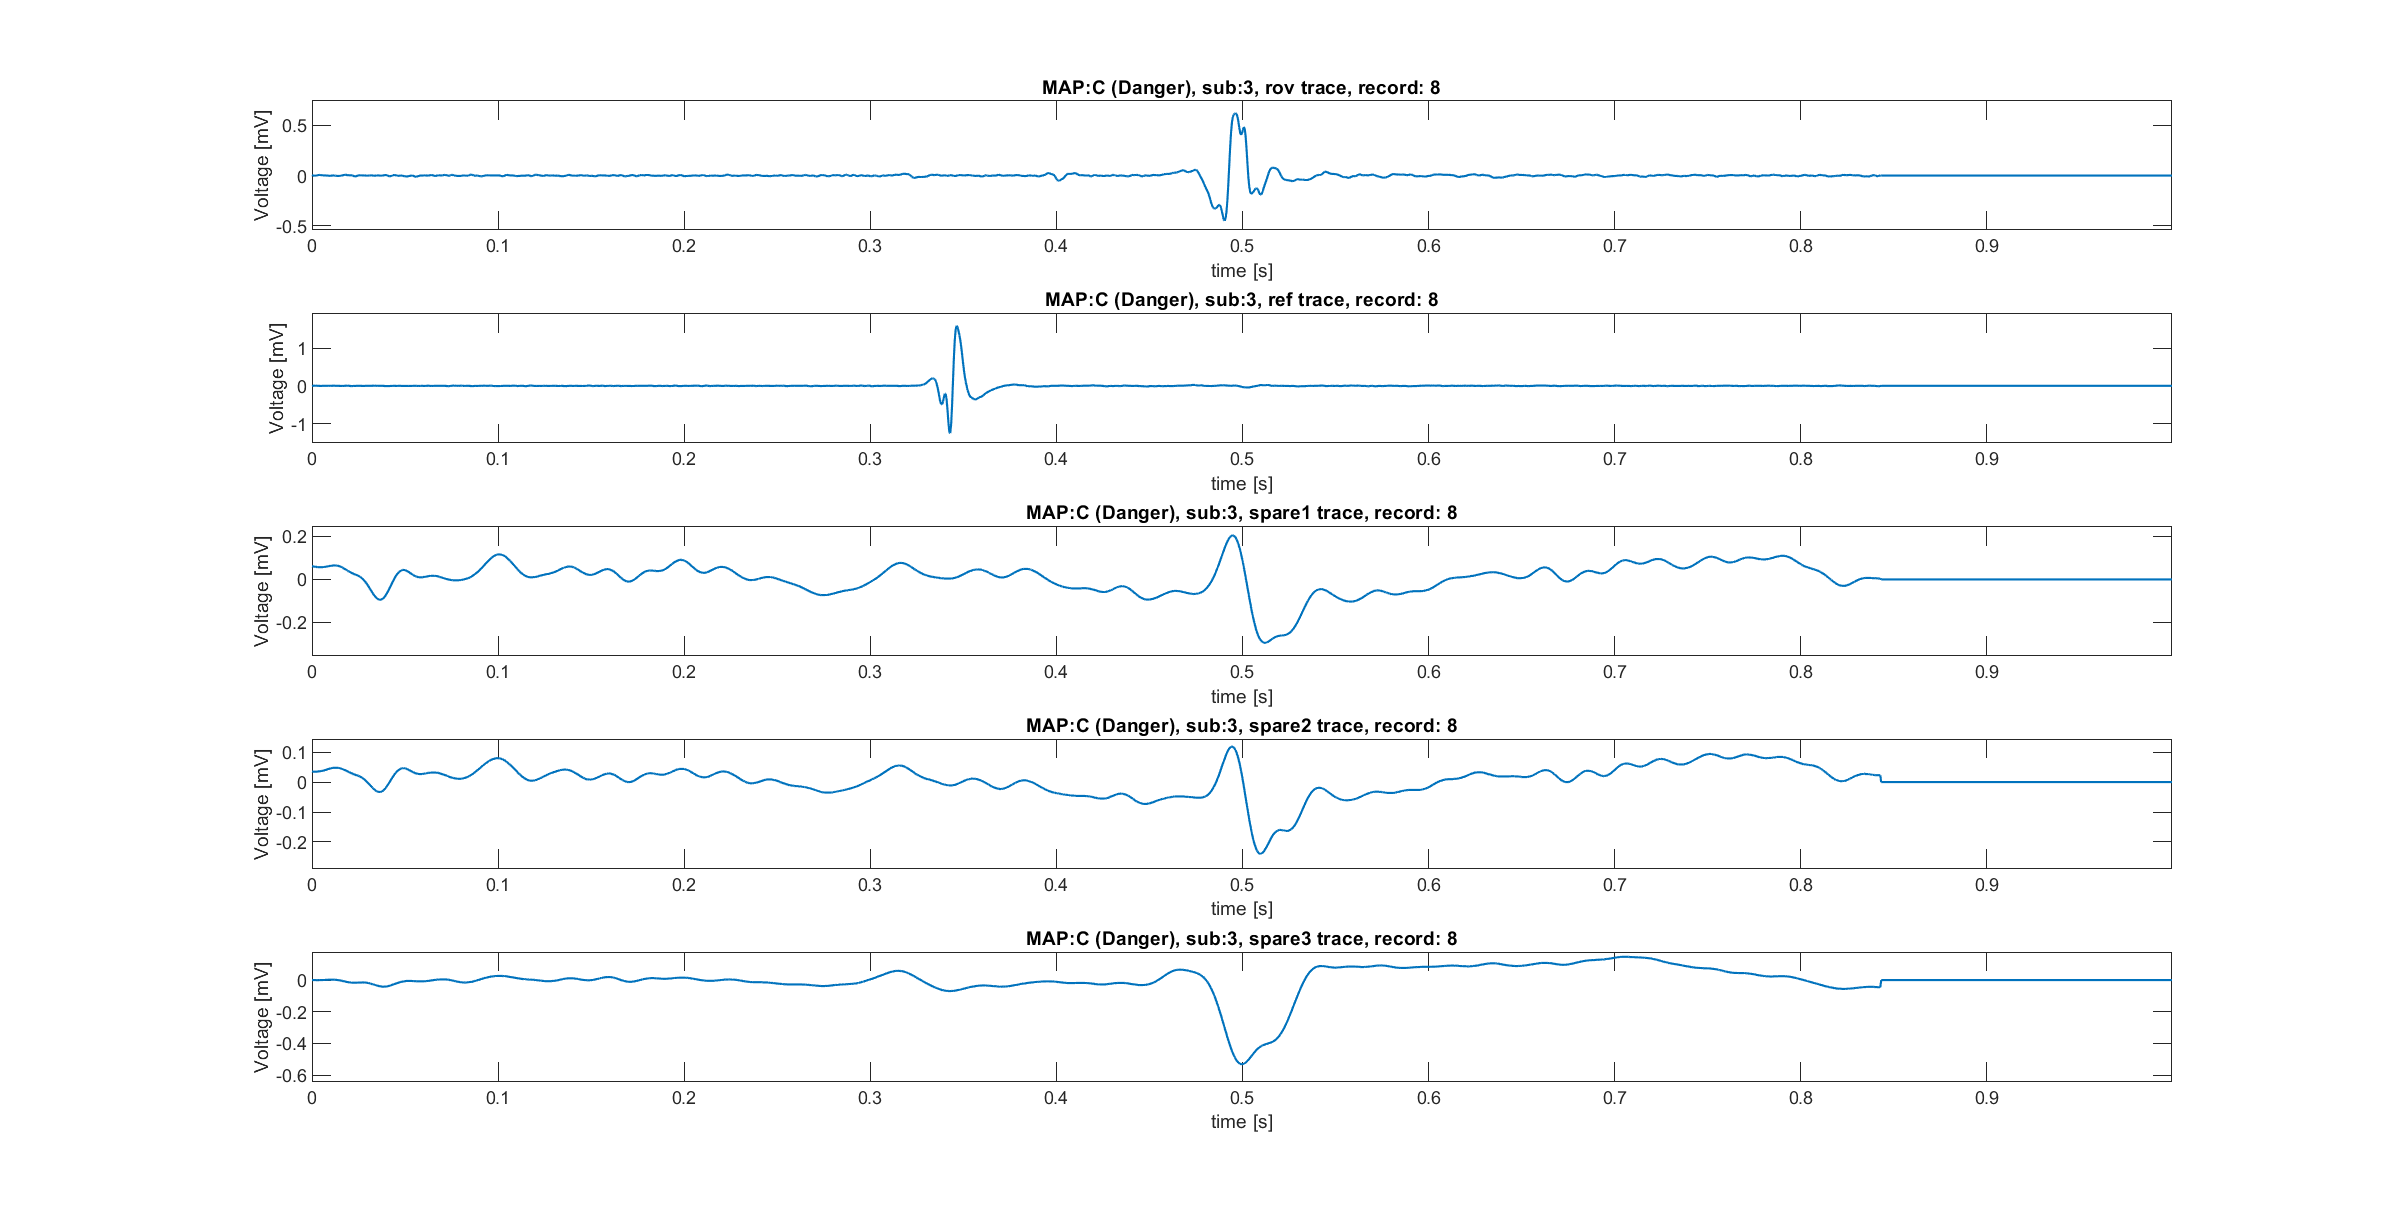 MAP:C (Danger), sub:3, rov trace, record: 8
Voltage [mV]
0.5
0
-0.5
0 0.1 0.2 0.3 0.4 0.5 0.6 0.7 0.8 0.9
time [s]
MAP:C (Danger), sub:3, ref trace, record: 8
Voltage [mV]
1
0
-1
0 0.1 0.2 0.3 0.4 0.5 0.6 0.7 0.8 0.9
time [s]
MAP:C (Danger), sub:3, spare1 trace, record: 8
Voltage [mV]
0.2
0
-0.2
0 0.1 0.2 0.3 0.4 0.5 0.6 0.7 0.8 0.9
time [s]
MAP:C (Danger), sub:3, spare2 trace, record: 8
Voltage [mV]
0.1
0
-0.1
-0.2
0 0.1 0.2 0.3 0.4 0.5 0.6 0.7 0.8 0.9
time [s]
MAP:C (Danger), sub:3, spare3 trace, record: 8
Voltage [mV]
0
-0.2
-0.4
-0.6
0 0.1 0.2 0.3 0.4 0.5 0.6 0.7 0.8 0.9
time [s]